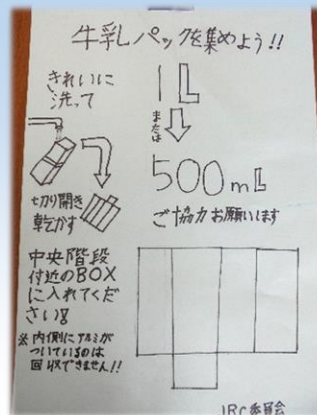 牛乳パックを集めよう!!
きれいに
洗って
切り開き
乾かす
1L
または
500mL
ご協力お願いします
中央階段
付近のBOX
に入れてくだ
さい!
※内側にアルミが
ついているのは
回収できません!!
JRC委員会